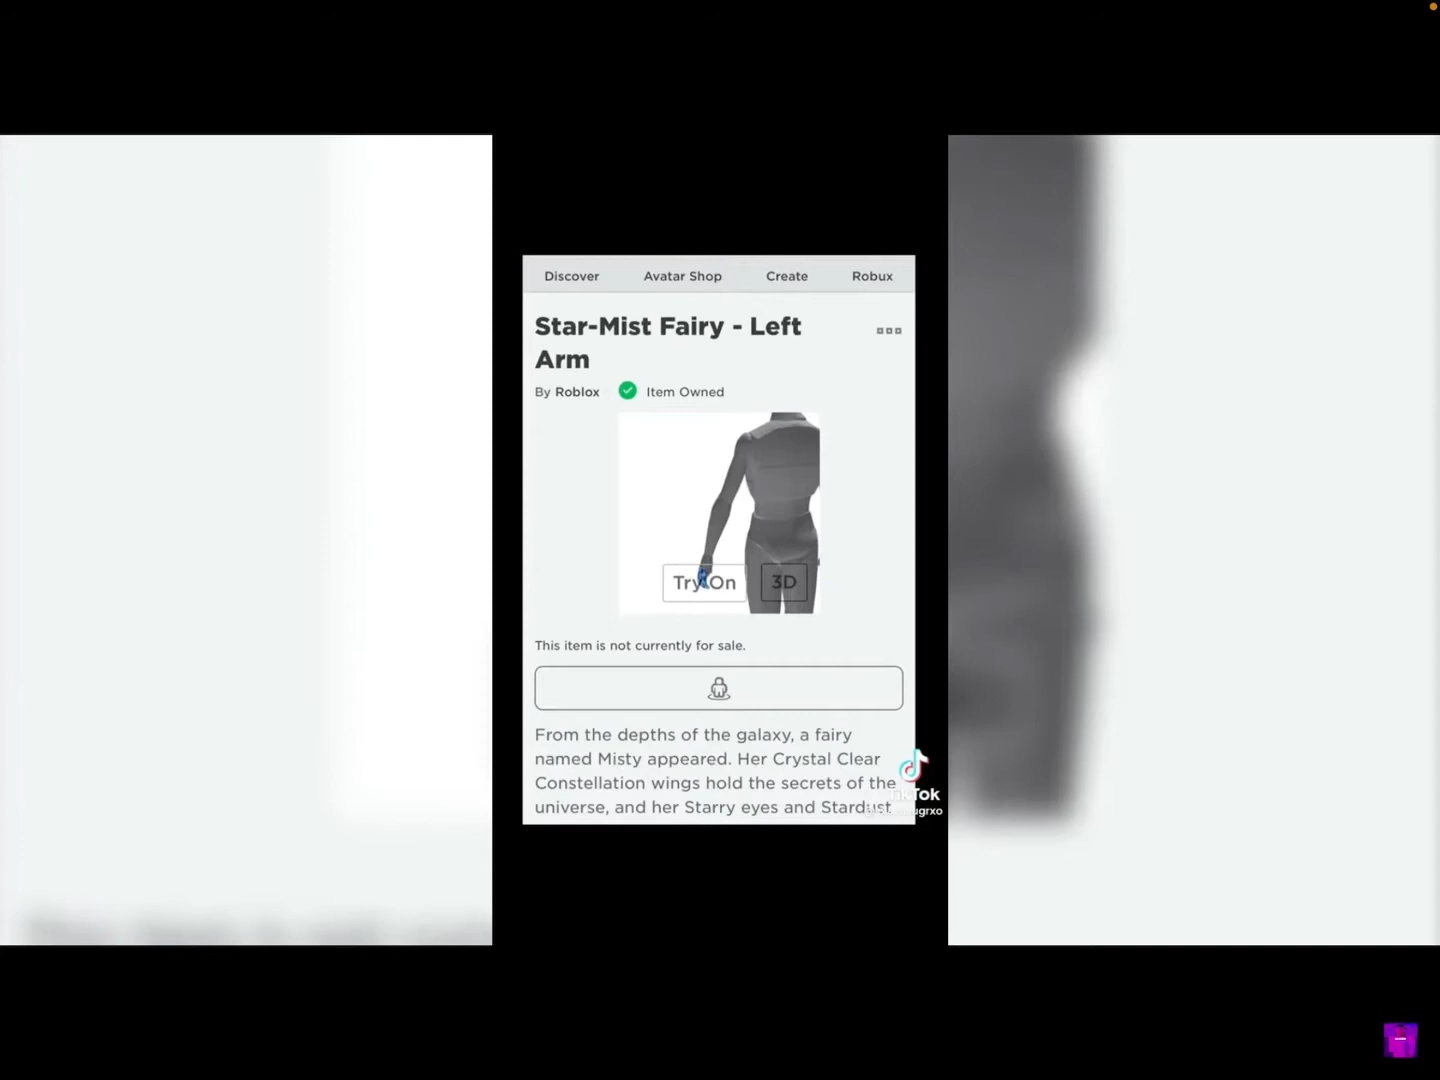 Discover Avatar Shop Create Robux
Star-Mist Fairy - Left
Arm
By Roblox Item Owned
Try On 3D
This item is not currently for sale.
From the depths of the galaxy, a fairy
named Misty appeared. Her Crystal Clear
Constellation wings hold the secrets of the
universe, and her Starry eyes and Stardust
TikTok